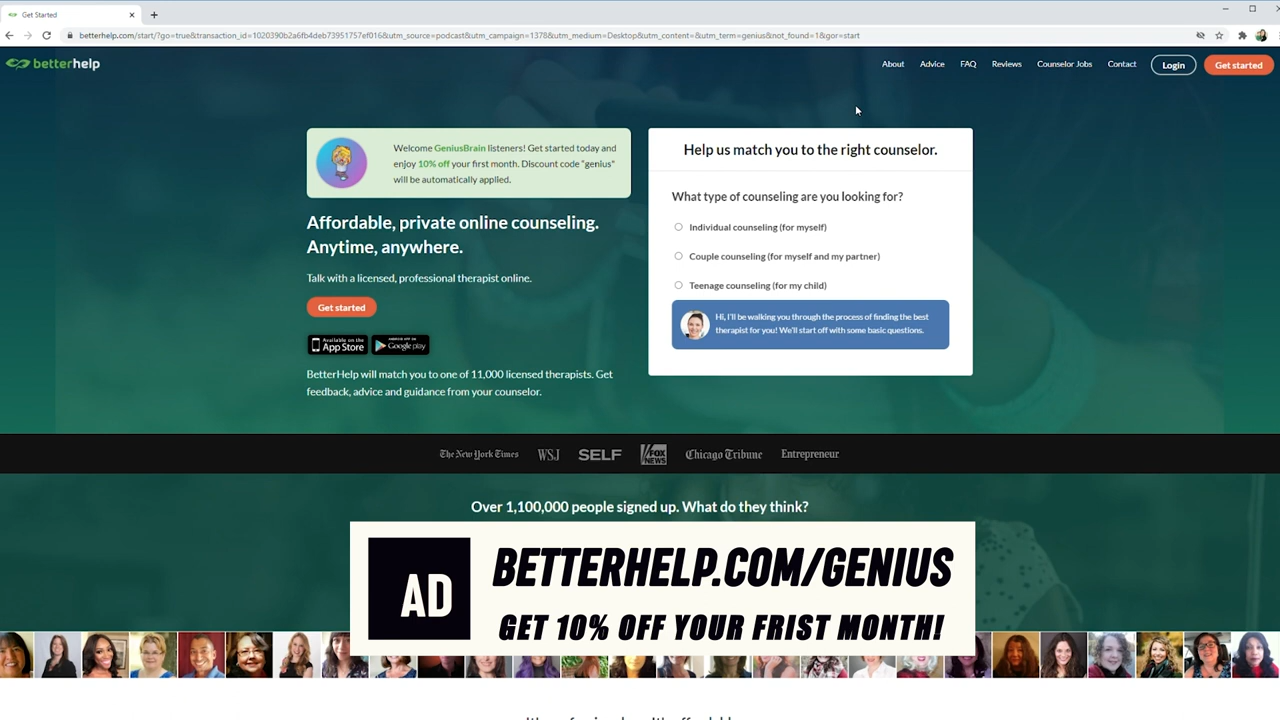 Get Started
betterhelp.com/start/?go=true&transaction_id=1020390b2a6fb4deb73951757ef016&utm_source=podcast&utm_campaign=1378&utm_medium=Desktop&utm_content=&utm_term=genius&not_found=1&gor=start
betterhelp
About Advice FAQ Reviews Counselor Jobs Contact Login Get started
Welcome GeniusBrain listeners! Get started today and
enjoy 10% off your first month. Discount code "genius"
will be automatically applied.
Affordable, private online counseling.
Anytime, anywhere.
Talk with a licensed, professional therapist online.
Get started
Available on the
App Store
ANDROID APP ON
Google play
BetterHelp will match you to one of 11,000 licensed therapists. Get
feedback, advice and guidance from your counselor.
Help us match you to the right counselor.
What type of counseling are you looking for?
Individual counseling (for myself)
Couple counseling (for myself and my partner)
Teenage counseling (for my child)
Hi, I'll be walking you through the process of finding the best
therapist for you! We'll start off with some basic questions.
The New York Times WSJ SELF FOX NEWS Chicago Tribune Entrepreneur
Over 1,100,000 people signed up. What do they think?
AD
BETTERHELP.COM/GENIUS
GET 10% OFF YOUR FRIST MONTH!